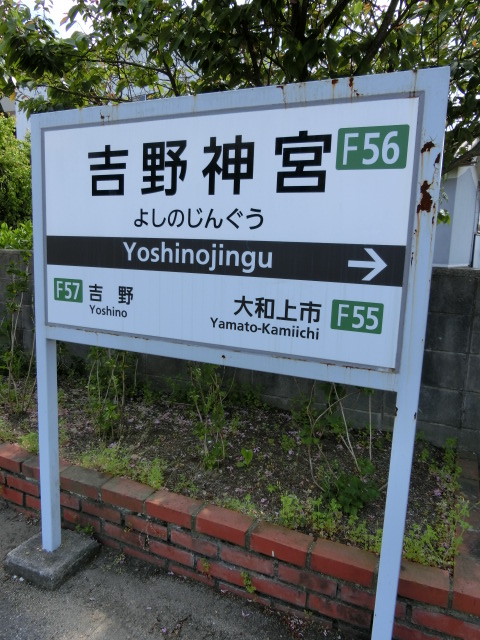 吉野神宮 F56
よしのじんぐう
Yoshinojingu →
F57 吉野 大和上市 F55
Yoshino Yamato-Kamiichi